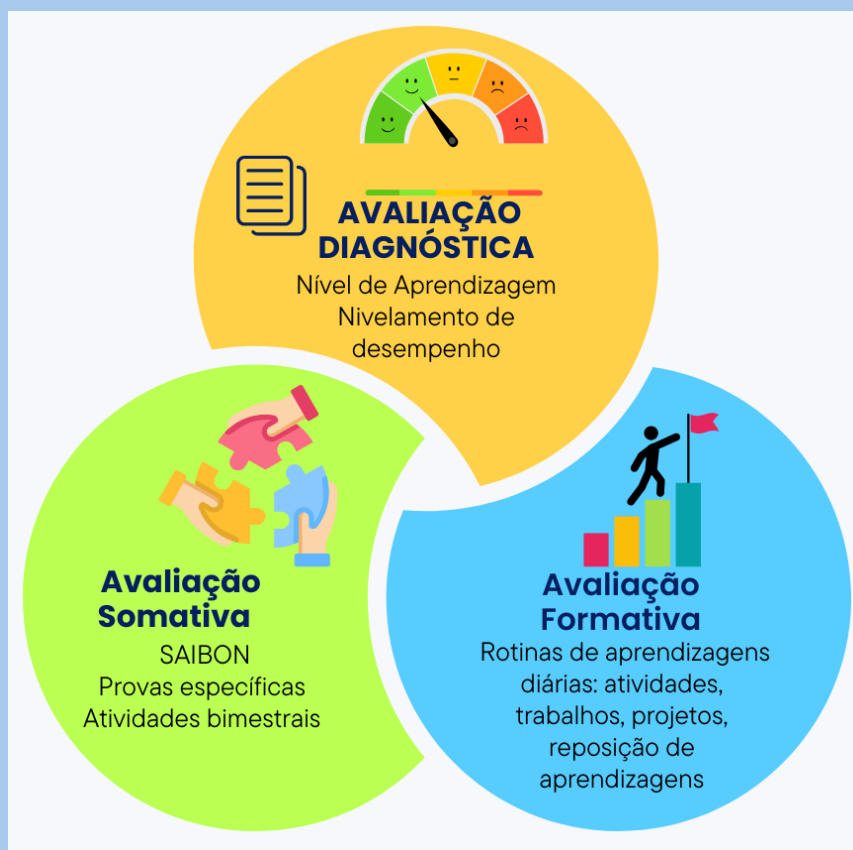 AVALIAÇÃO
DIAGNÓSTICA
Nível de Aprendizagem
Nivelamento de
desempenho
Avaliação
Somativa
SAIBON
Provas específicas
Atividades bimestrais
Avaliação
Formativa
Rotinas de aprendizagens
diárias: atividades,
trabalhos, projetos,
reposição de
aprendizagens